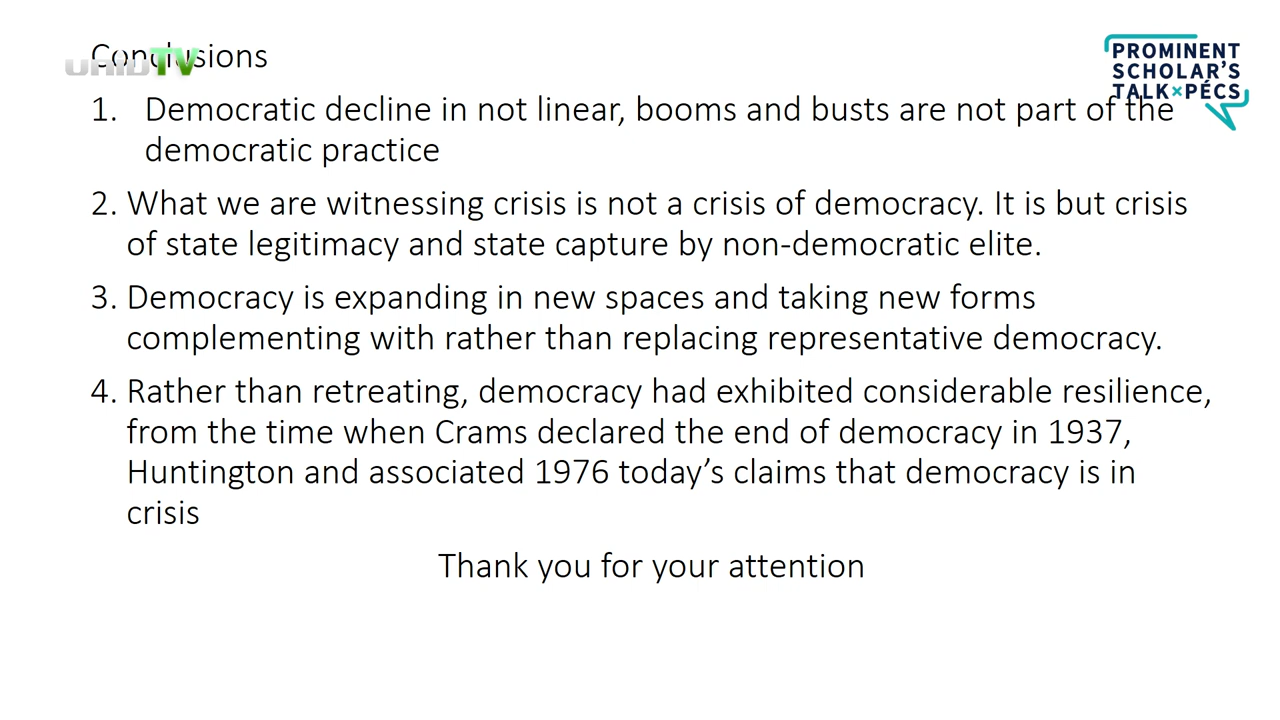 Conclusions
UNIDTV
PROMINENT
SCHOLAR'S
TALK×PÉCS
1. Democratic decline in not linear, booms and busts are not part of the
democratic practice
2. What we are witnessing crisis is not a crisis of democracy. It is but crisis
of state legitimacy and state capture by non-democratic elite.
3. Democracy is expanding in new spaces and taking new forms
complementing with rather than replacing representative democracy.
4. Rather than retreating, democracy had exhibited considerable resilience,
from the time when Crams declared the end of democracy in 1937,
Huntington and associated 1976 today’s claims that democracy is in
crisis
Thank you for your attention